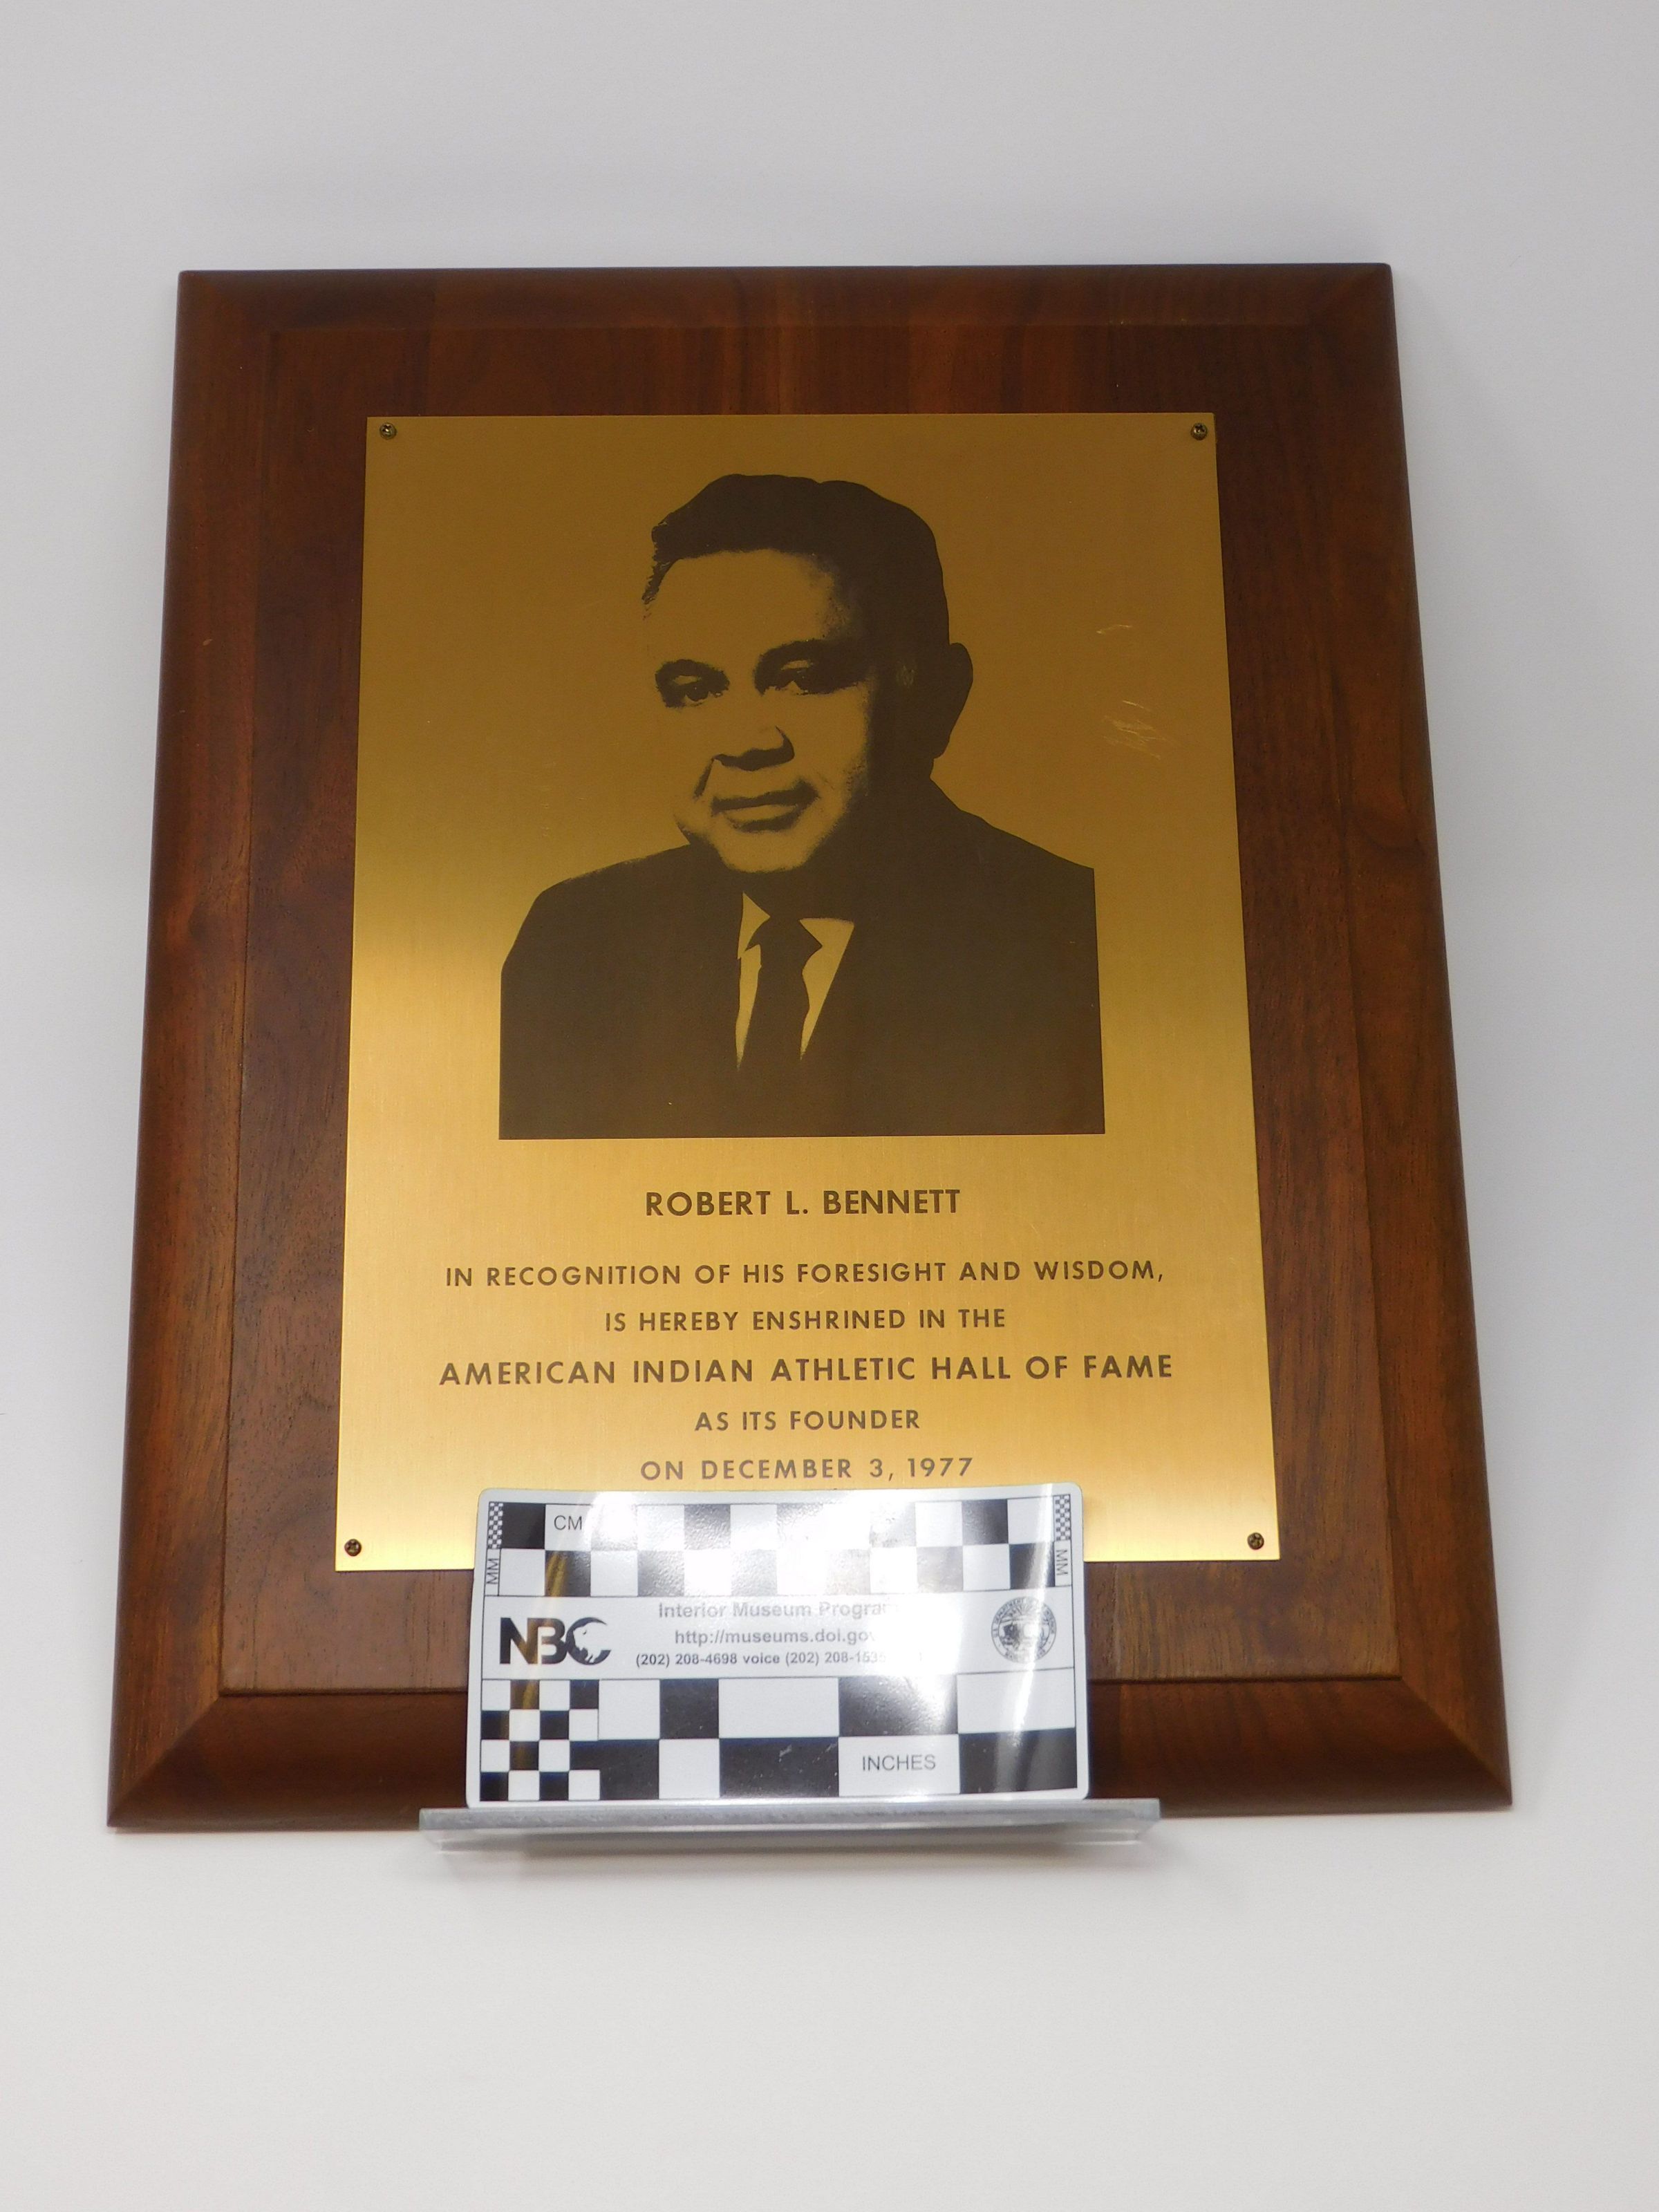 ROBERT L. BENNETT
IN RECOGNITION OF HIS FORESIGHT AND WISDOM,
IS HEREBY ENSHRINED IN THE
AMERICAN INDIAN ATHLETIC HALL OF FAME
AS ITS FOUNDER
ON DECEMBER 3, 1977
CM
MM
MM
NBC
Interior Museum
http://museums.doi.gov
(202) 208-4698 voice (202)
INCHES